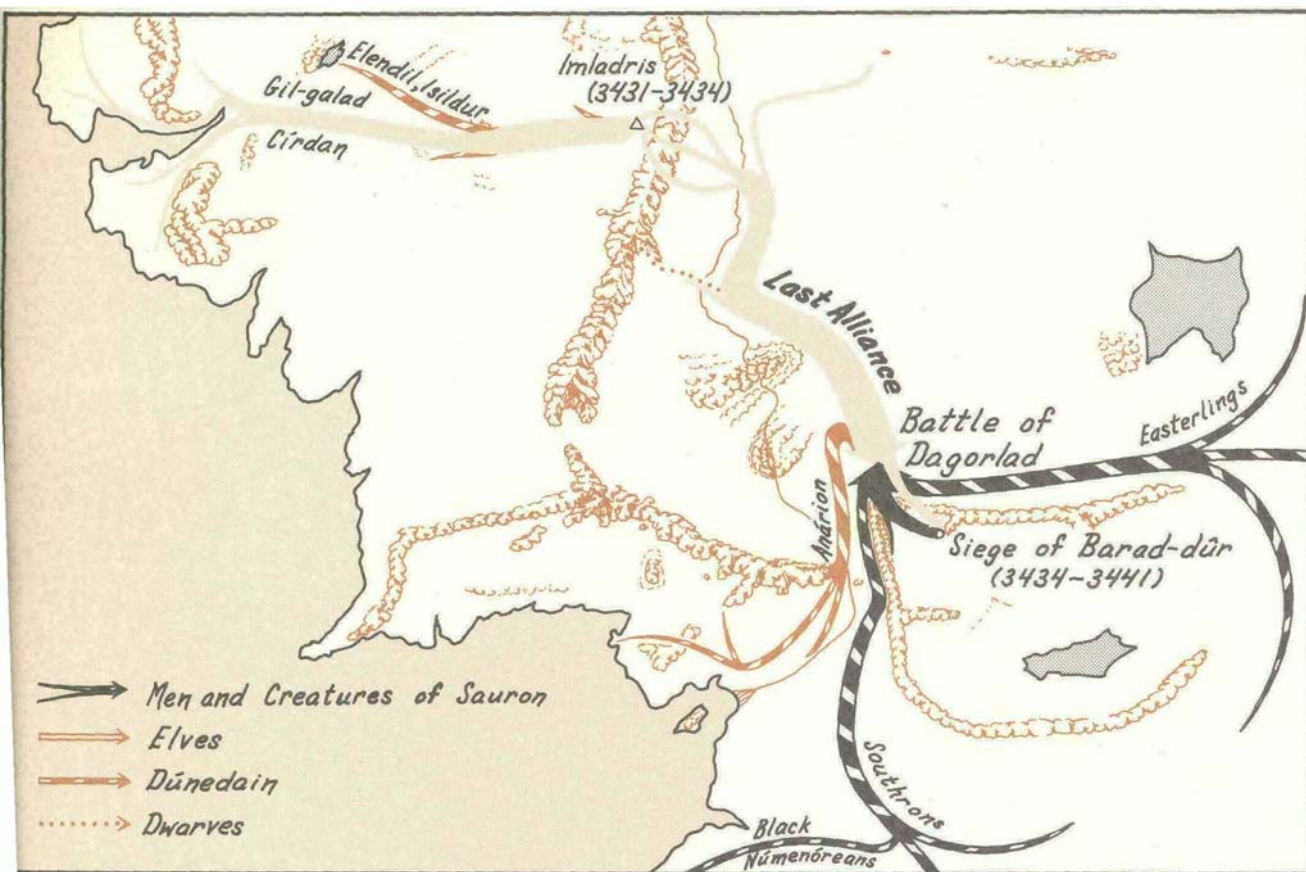 Elendil, Isildur
Gil-galad
Círdan
Imladris
(3431-3434)
Last Alliance
Battle of
Dagorlad
Easterlings
Anárion
Siege of Barad-dûr
(3434-3441)
Southrons
Black
Númenóreans
Men and Creatures of Sauron
Elves
Dúnedain
Dwarves